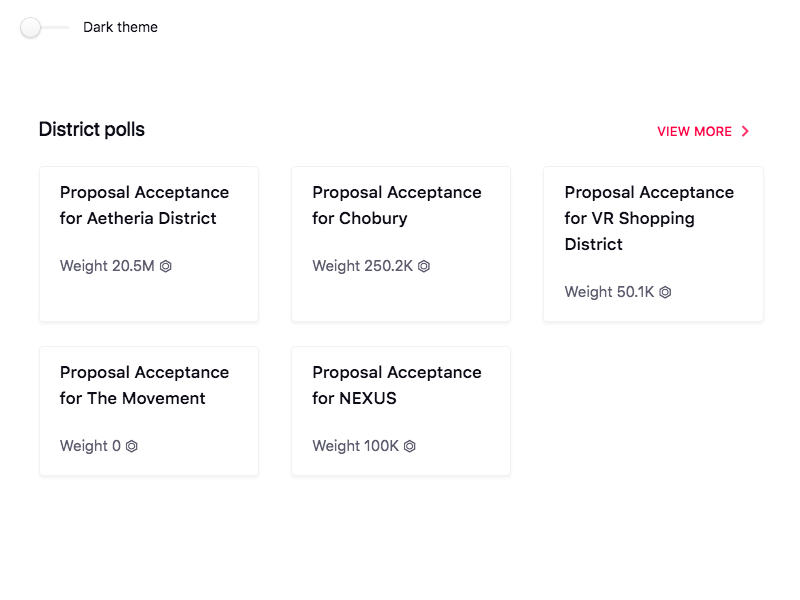 Dark theme
District polls
VIEW MORE
Proposal Acceptance
for Aetheria District
Weight 20.5M
Proposal Acceptance
for Chobury
Weight 250.2K
Proposal Acceptance
for VR Shopping
District
Weight 50.1K
Proposal Acceptance
for The Movement
Weight 0
Proposal Acceptance
for NEXUS
Weight 100K